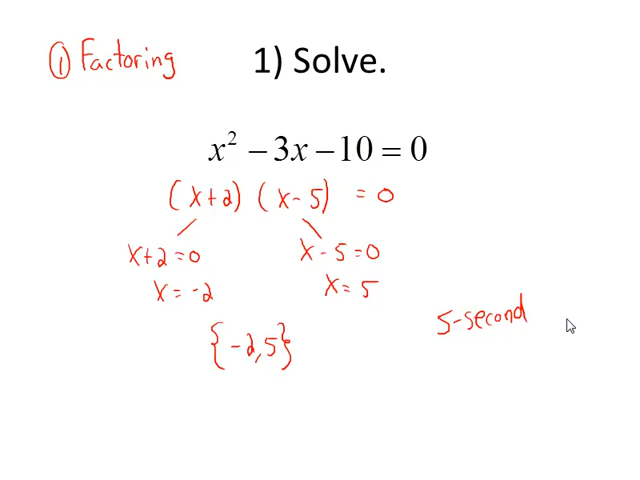 ① Factoring
1) Solve.
x² − 3x − 10 = 0
(x+2) (x-5) = 0
x+2=0 x-5=0
x=-2 x=5
{-2,5}
5-second